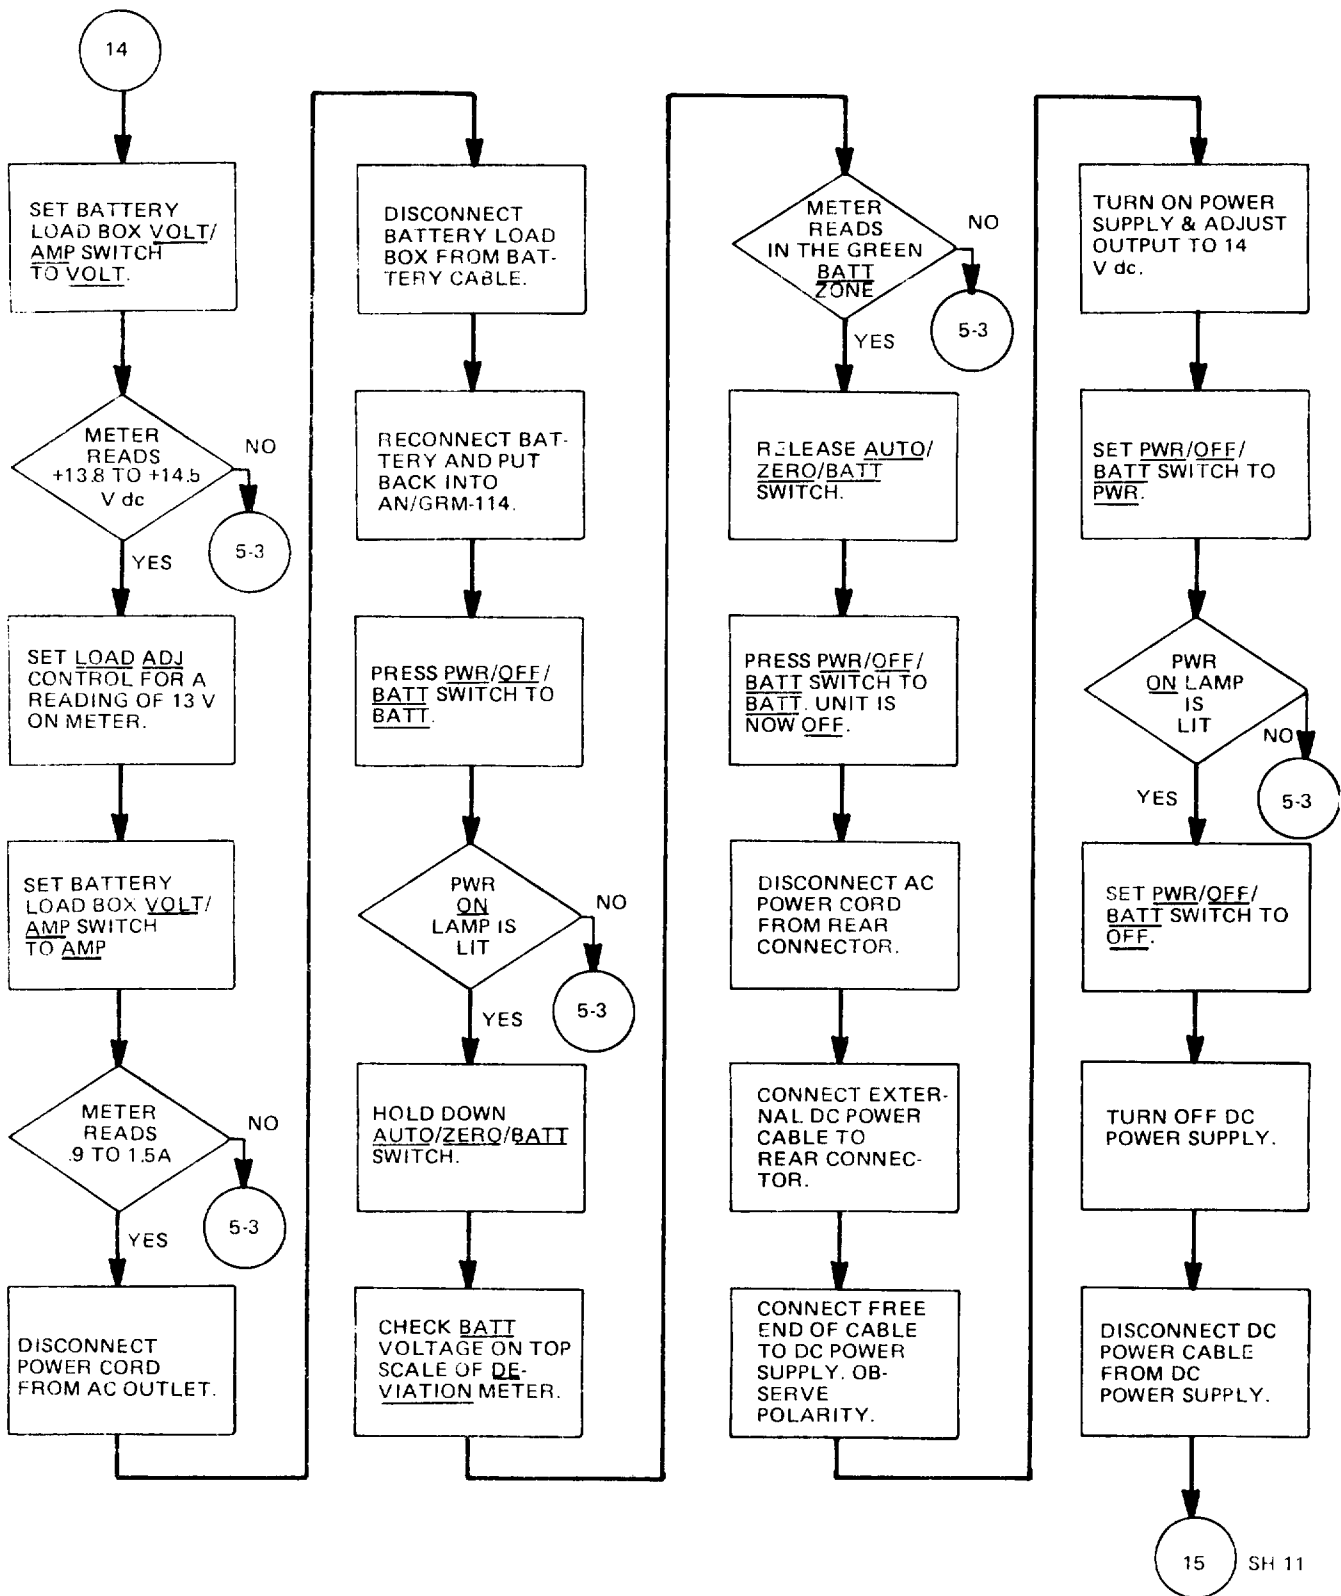 14
SET BATTERY
LOAD BOX VOLT/
AMP SWITCH
TO VOLT.
METER
READS
+13.8 TO +14.5
V dc
NO
5-3
YES
SET LOAD ADJ
CONTROL FOR A
READING OF 13 V
ON METER.
SET BATTERY
LOAD BOX VOLT/
AMP SWITCH
TO AMP
METER
READS
.9 TO 1.5A
NO
5-3
YES
DISCONNECT
POWER CORD
FROM AC OUTLET.
DISCONNECT
BATTERY LOAD
BOX FROM BAT-
TERY CABLE.
RECONNECT BAT-
TERY AND PUT
BACK INTO
AN/GRM-114.
PRESS PWR/OFF/
BATT SWITCH TO
BATT.
PWR
ON
LAMP IS
LIT
NO
5-3
YES
HOLD DOWN
AUTO/ZERO/BATT
SWITCH.
CHECK BATT
VOLTAGE ON TOP
SCALE OF DE-
VIATION METER.
METER
READS
IN THE GREEN
BATT
ZONE
NO
5-3
YES
RELEASE AUTO/
ZERO/BATT
SWITCH.
PRESS PWR/OFF/
BATT SWITCH TO
BATT. UNIT IS
NOW OFF.
DISCONNECT AC
POWER CORD
FROM REAR
CONNECTOR.
CONNECT EXTER-
NAL DC POWER
CABLE TO
REAR CONNEC-
TOR.
CONNECT FREE
END OF CABLE
TO DC POWER
SUPPLY. OB-
SERVE
POLARITY.
TURN ON POWER
SUPPLY & ADJUST
OUTPUT TO 14
V dc.
SET PWR/OFF/
BATT SWITCH TO
PWR.
PWR
ON LAMP
IS
LIT
NO
5-3
YES
SET PWR/OFF/
BATT SWITCH TO
OFF.
TURN OFF DC
POWER SUPPLY.
DISCONNECT DC
POWER CABLE
FROM DC
POWER SUPPLY.
15
SH 11